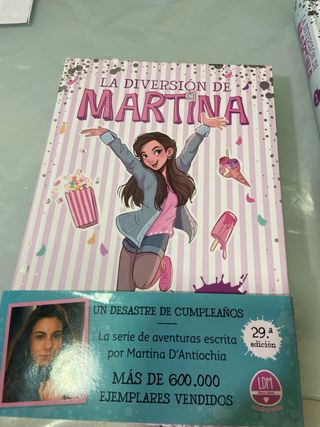 LA DIVERSIÓN DE
MARTINA
UN DESASTRE DE CUMPLEAÑOS
La serie de aventuras escrita
por Martina D'Antiochia
MÁS DE 600.000
EJEMPLARES VENDIDOS
29.ª
edición
LDM